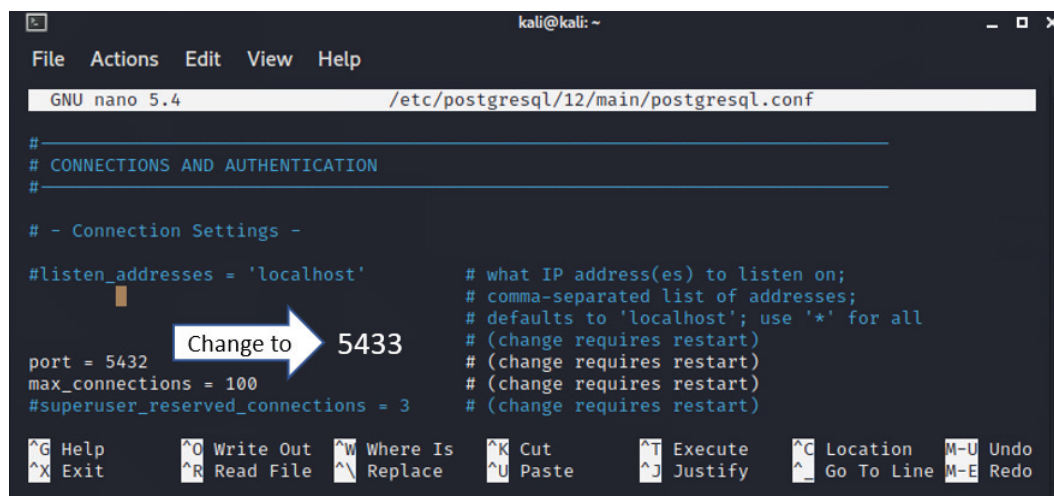 kali@kali: ~
File Actions Edit View Help
GNU nano 5.4 /etc/postgresql/12/main/postgresql.conf
#
# CONNECTIONS AND AUTHENTICATION
#
# - Connection Settings -
#listen_addresses = 'localhost' # what IP address(es) to listen on;
# comma-separated list of addresses;
# defaults to 'localhost'; use '*' for all
Change to 5433 # (change requires restart)
port = 5432 # (change requires restart)
max_connections = 100 # (change requires restart)
#superuser_reserved_connections = 3 # (change requires restart)
^G Help ^O Write Out ^W Where Is ^K Cut ^T Execute ^C Location M-U Undo
^X Exit ^R Read File ^\ Replace ^U Paste ^J Justify ^_ Go To Line M-E Redo